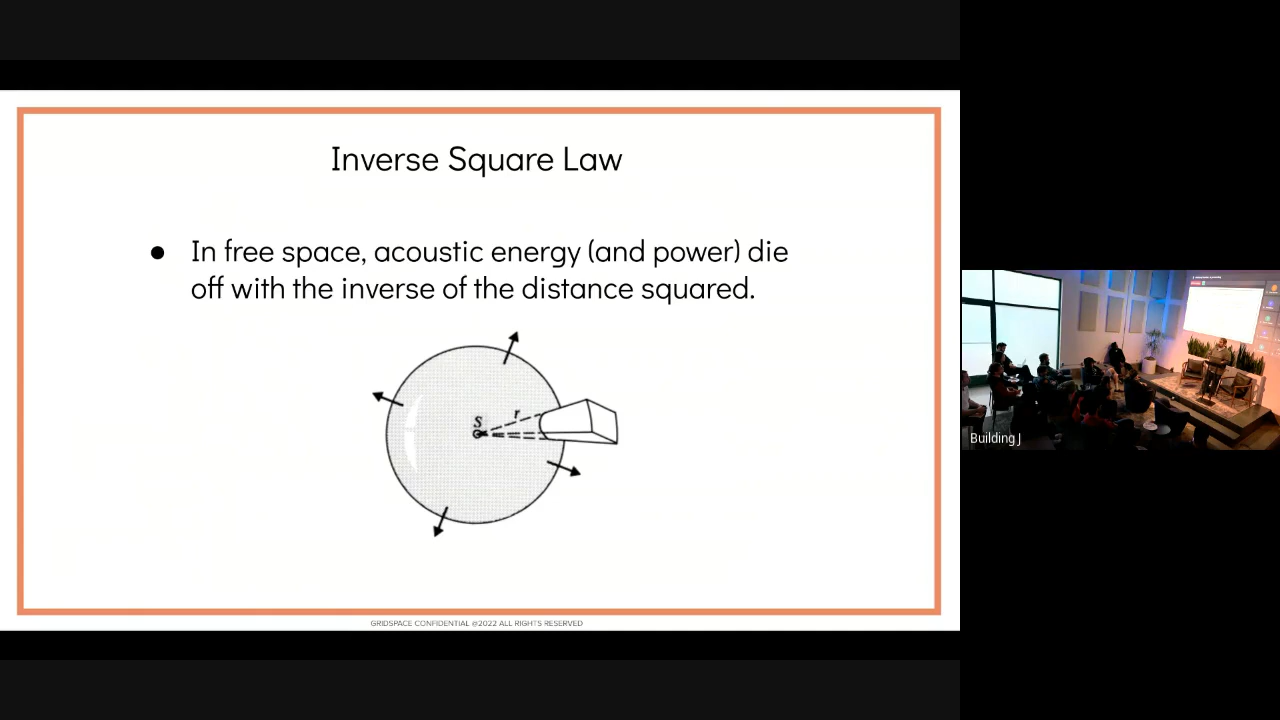 Inverse Square Law
● In free space, acoustic energy (and power) die
off with the inverse of the distance squared.
r
S
GRIDSPACE CONFIDENTIAL @2022 ALL RIGHTS RESERVED
Building J